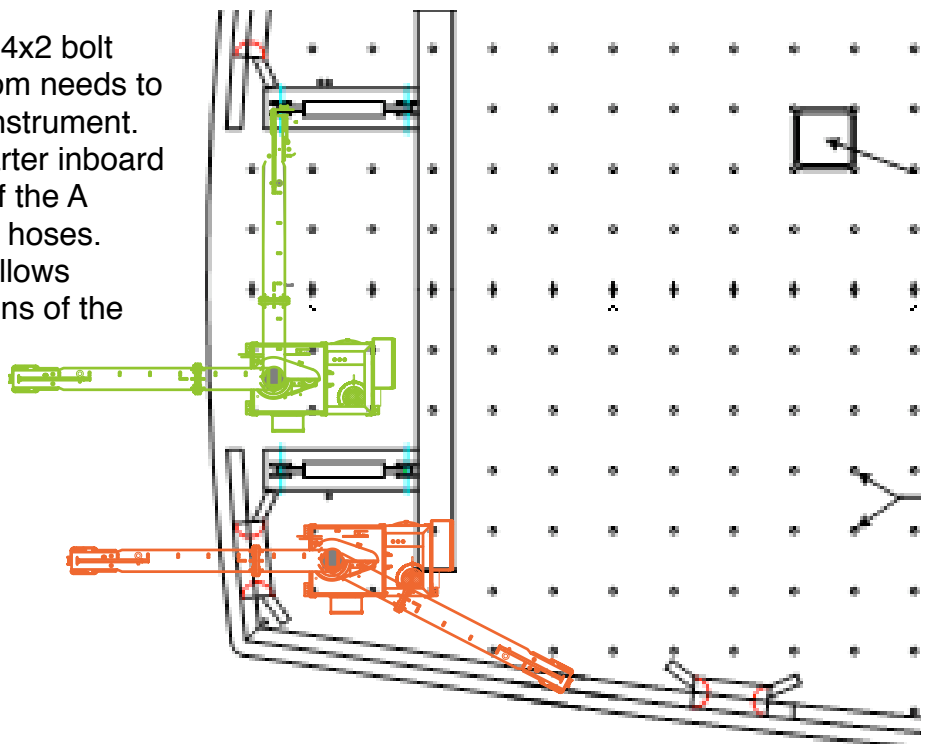 4x2 bolt
om needs to
nstrument.
rter inboard
f the A
hoses.
llows
ns of the